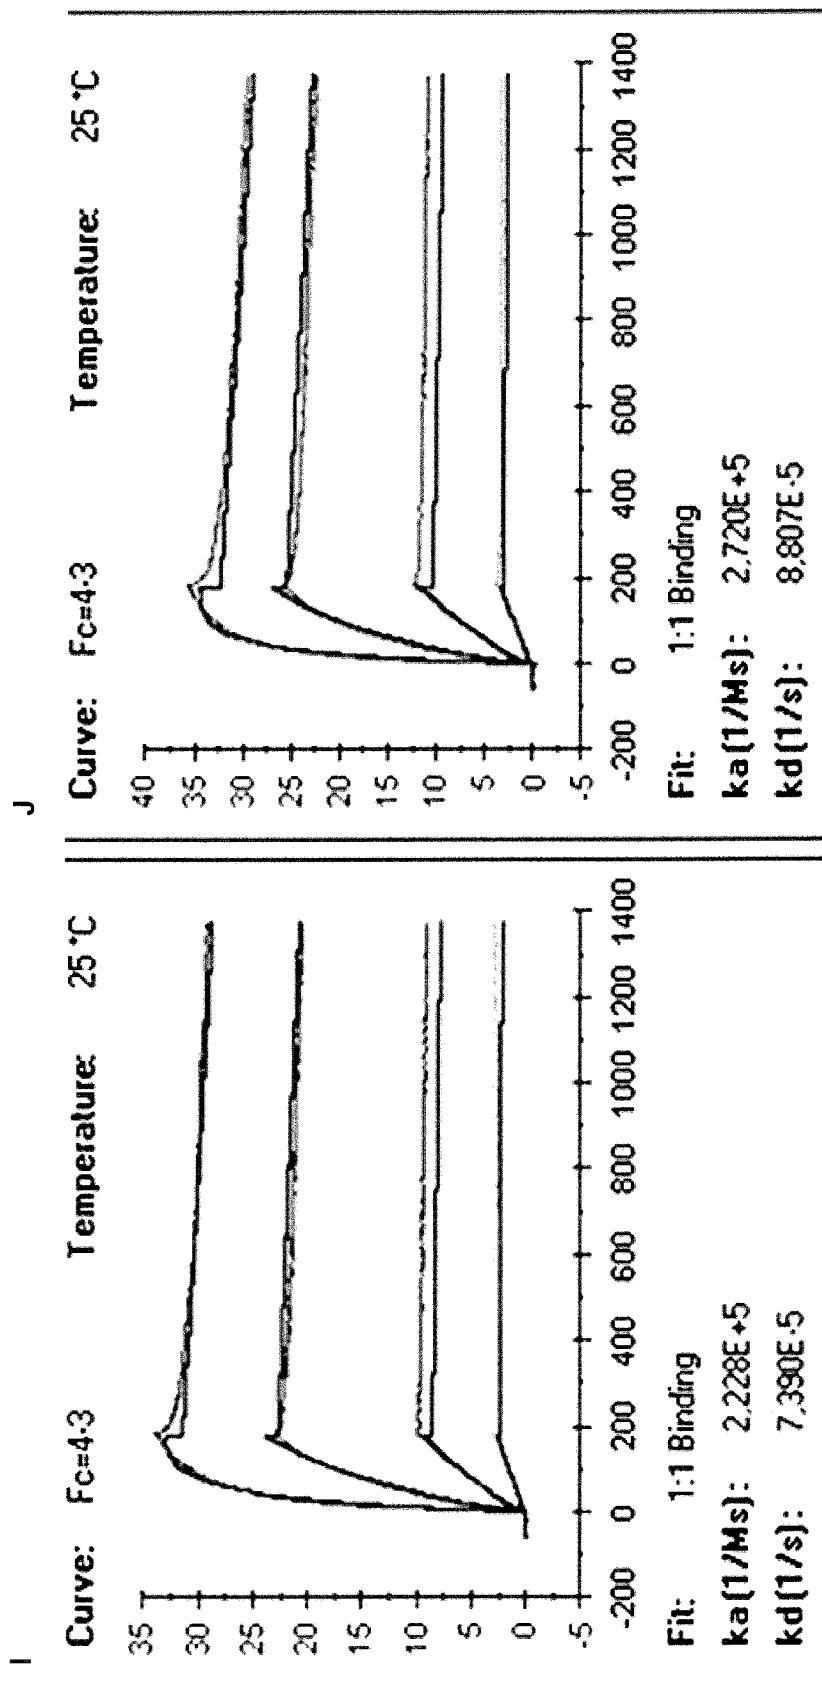 I
Curve: Fc=4-3 Temperature: 25 °C
35
30
25
20
15
10
5
0
-5
-200 0 200 400 600 800 1000 1200 1400
Fit: 1:1 Binding
ka (1/Ms): 2,228E+5
kd (1/s): 7,390E-5
J
Curve: Fc=4-3 Temperature: 25 °C
40
35
30
25
20
15
10
5
0
-5
-200 0 200 400 600 800 1000 1200 1400
Fit: 1:1 Binding
ka (1/Ms): 2,720E+5
kd (1/s): 8,807E-5